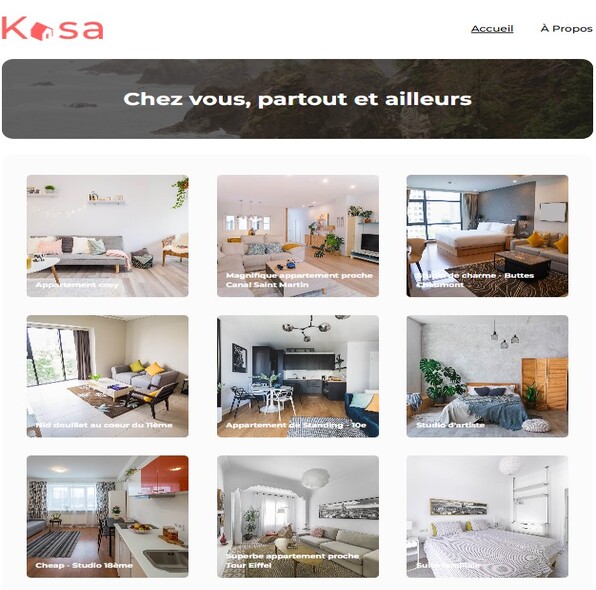 Kasa
Accueil
À Propos
Chez vous, partout et ailleurs
Appartement cosy
Magnifique appartement proche
Canal Saint Martin
Studio de charme - Buttes
Chaumont
Nid douillet au coeur du 11ème
Appartement de Standing - 10e
Studio d'artiste
Cheap - Studio 18ème
Superbe appartement proche
Tour Eiffel
Suite familiale